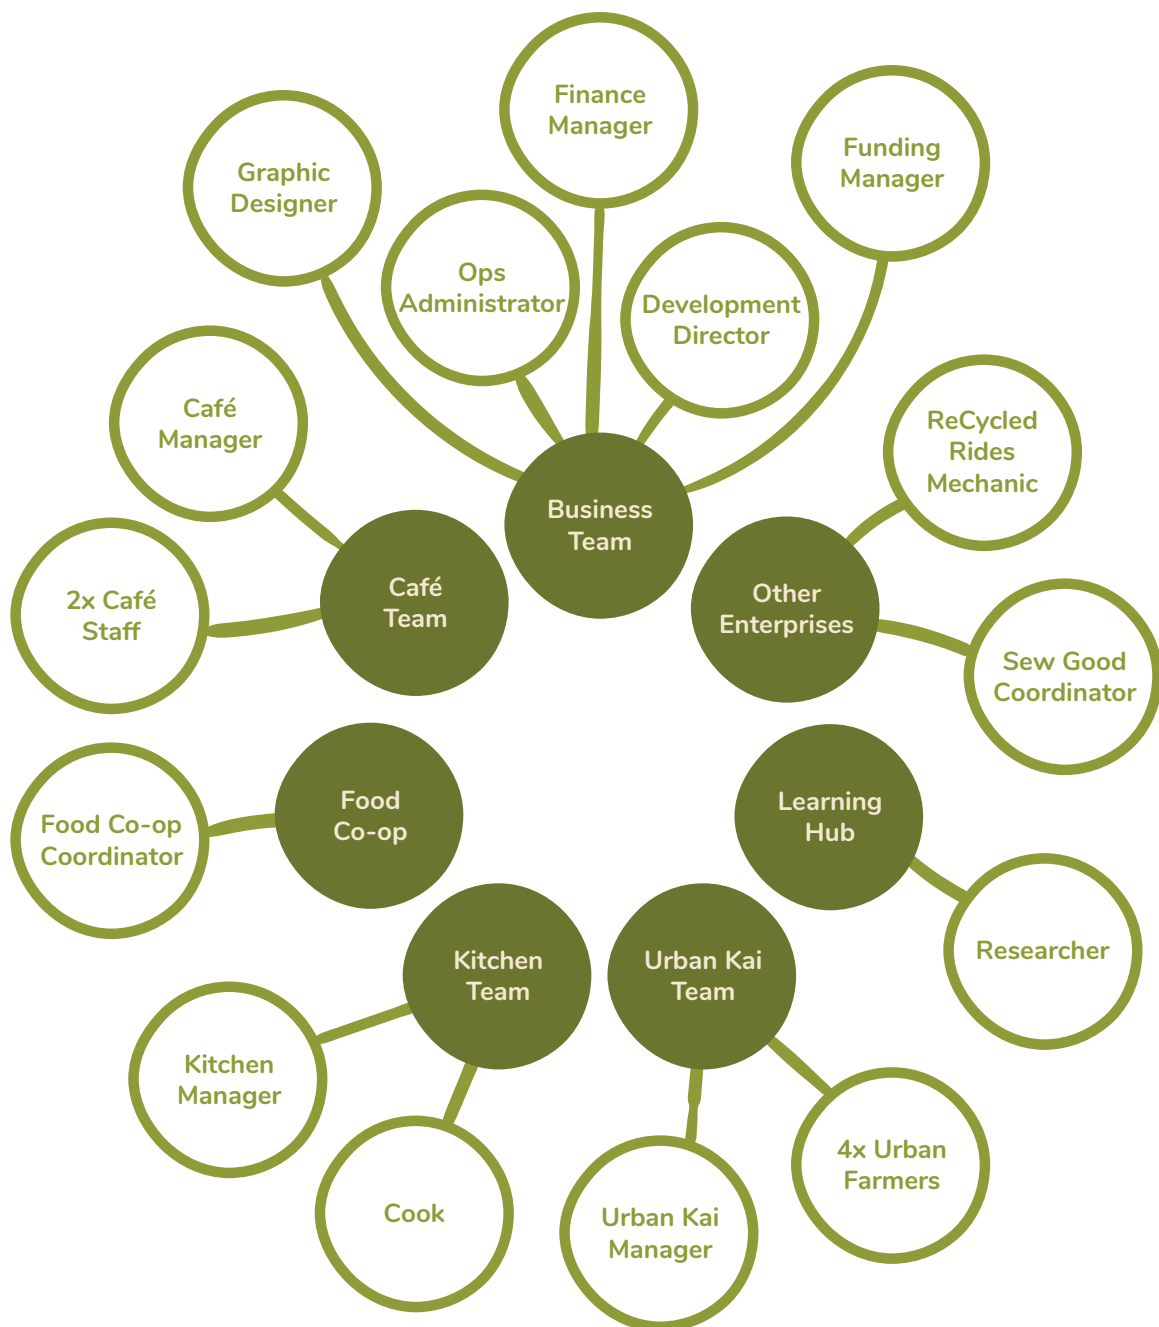 Finance
Manager
Funding
Manager
Graphic
Designer
Ops
Administrator
Development
Director
Café
Manager
ReCycled
Rides
Mechanic
Business
Team
Café
Team
Other
Enterprises
2x Café
Staff
Sew Good
Coordinator
Food
Co-op
Learning
Hub
Food Co-op
Coordinator
Kitchen
Team
Urban Kai
Team
Researcher
Kitchen
Manager
4x Urban
Farmers
Cook
Urban Kai
Manager